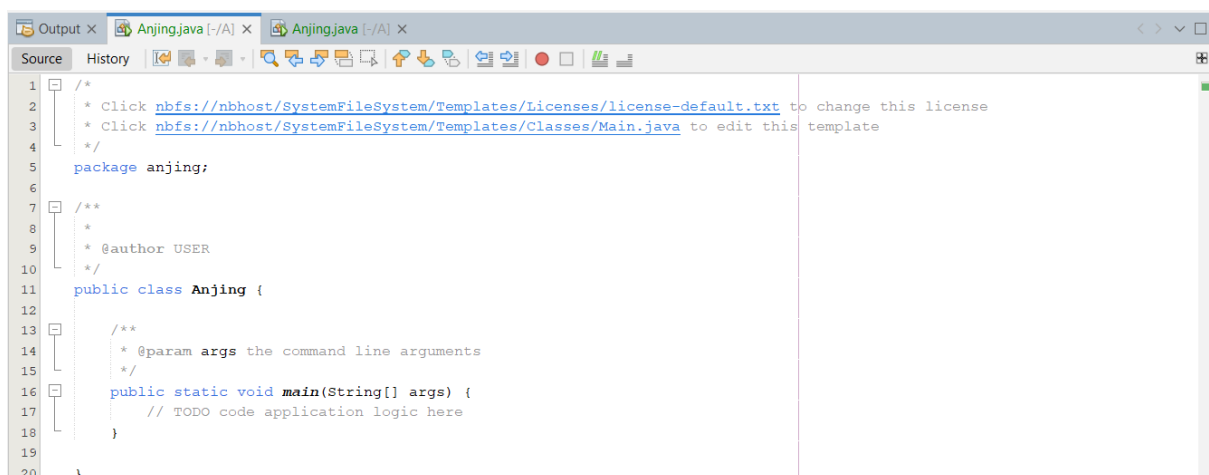 Output Anjing.java [-/A] Anjing.java [-/A]
Source History
1 /*
2 * Click nbfs://nbhost/SystemFileSystem/Templates/Licenses/license-default.txt to change this license
3 * Click nbfs://nbhost/SystemFileSystem/Templates/Classes/Main.java to edit this template
4 */
5 package anjing;
6
7 /**
8 *
9 * @author USER
10 */
11 public class Anjing {
12
13 /**
14 * @param args the command line arguments
15 */
16 public static void main(String[] args) {
17 // TODO code application logic here
18 }
19
20 }